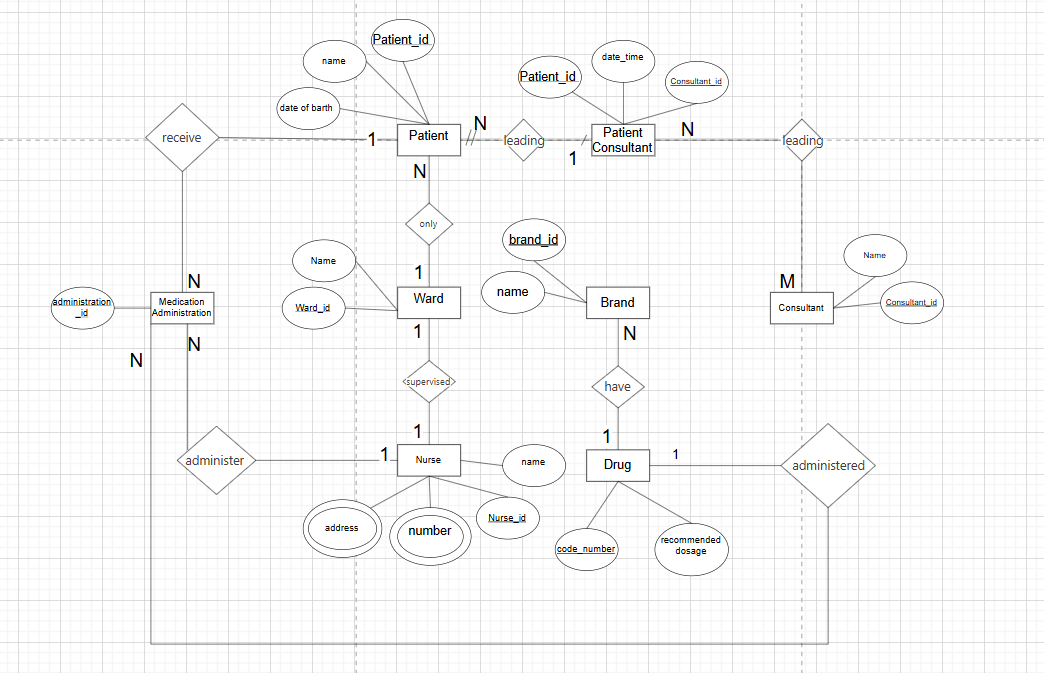 Patient_id
name
date_time
Patient_id
Consultant_id
date of barth
N
N
Patient
Patient
Consultant
receive
1
leading
1
leading
N
only
brand_id
Name
Name
1
N
M
name
Ward
Brand
Consultant
Consultant_id
administration
_id
Medication
Administration
Ward_id
1
N
N
N
supervised
have
1
1
1
administer
Nurse
name
Drug
1
administered
address
number
Nurse_id
code_number
recommended
dosage